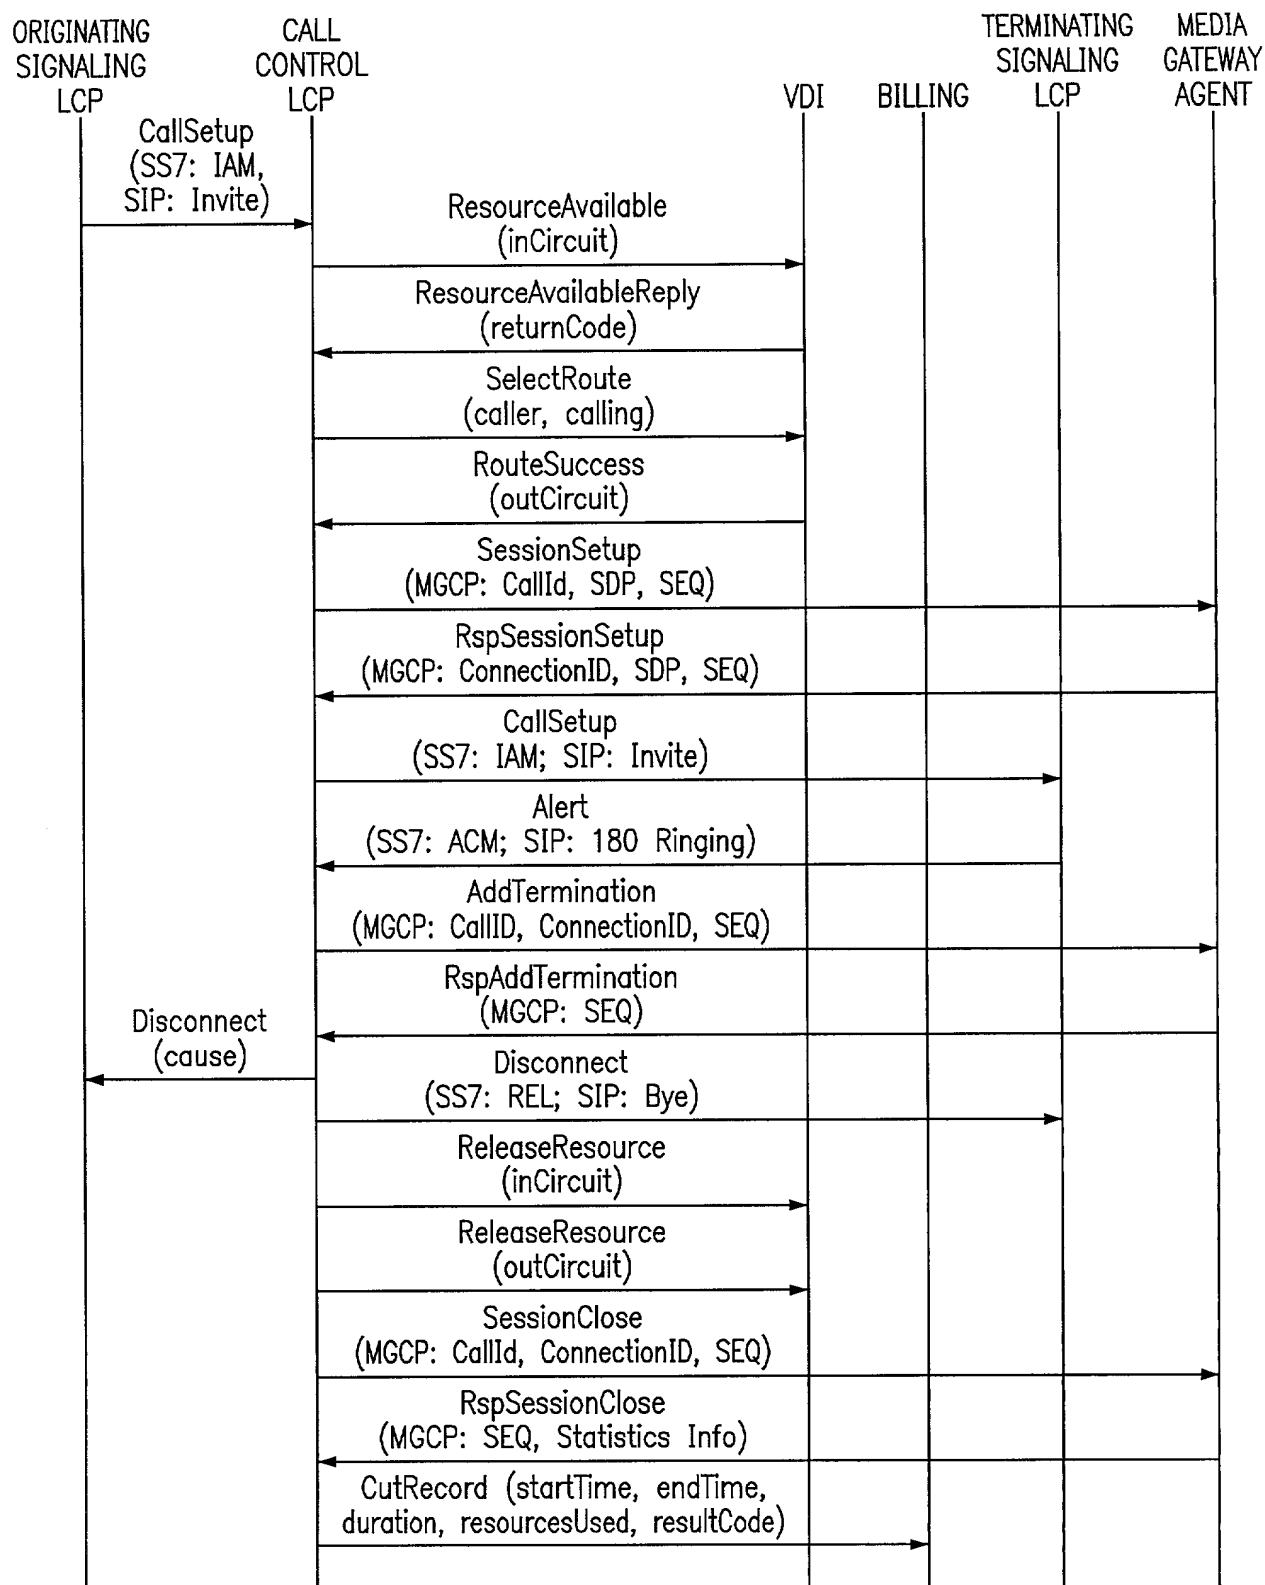 ORIGINATING
SIGNALING
LCP
CALL
CONTROL
LCP
VDI
BILLING
TERMINATING
SIGNALING
LCP
MEDIA
GATEWAY
AGENT
CallSetup
(SS7: IAM,
SIP: Invite)
ResourceAvailable
(inCircuit)
ResourceAvailableReply
(returnCode)
SelectRoute
(caller, calling)
RouteSuccess
(outCircuit)
SessionSetup
(MGCP: CallId, SDP, SEQ)
RspSessionSetup
(MGCP: ConnectionID, SDP, SEQ)
CallSetup
(SS7: IAM; SIP: Invite)
Alert
(SS7: ACM; SIP: 180 Ringing)
AddTermination
(MGCP: CallID, ConnectionID, SEQ)
RspAddTermination
(MGCP: SEQ)
Disconnect
(cause)
Disconnect
(SS7: REL; SIP: Bye)
ReleaseResource
(inCircuit)
ReleaseResource
(outCircuit)
SessionClose
(MGCP: CallId, ConnectionID, SEQ)
RspSessionClose
(MGCP: SEQ, Statistics Info)
CutRecord (startTime, endTime,
duration, resourcesUsed, resultCode)